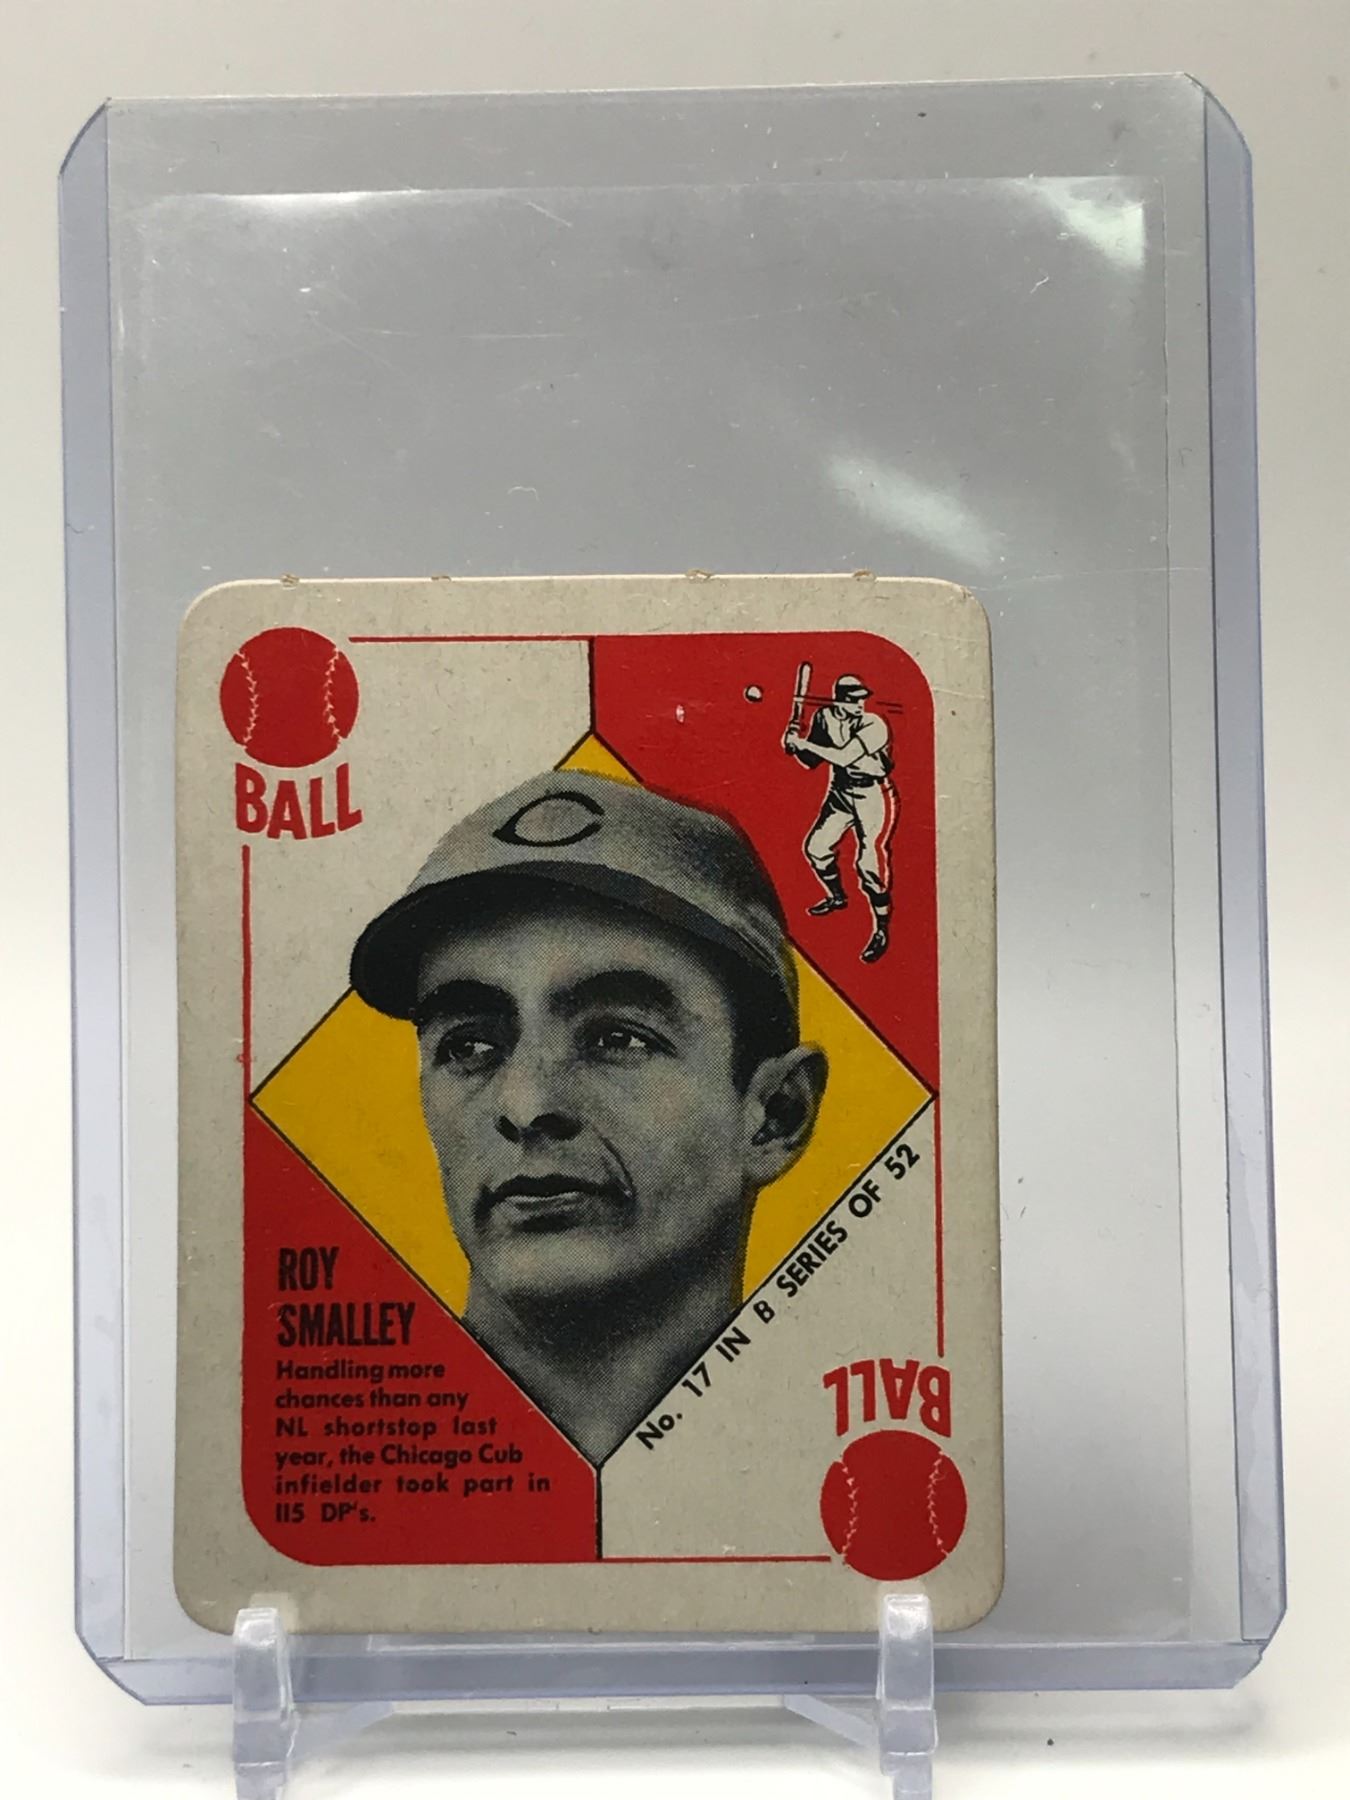 BALL
C
ROY
SMALLEY
Handling more
chances than any
NL shortstop last
year, the Chicago Cub
infielder took part in
115 DP's.
No. 17 IN B SERIES OF 52
BALL